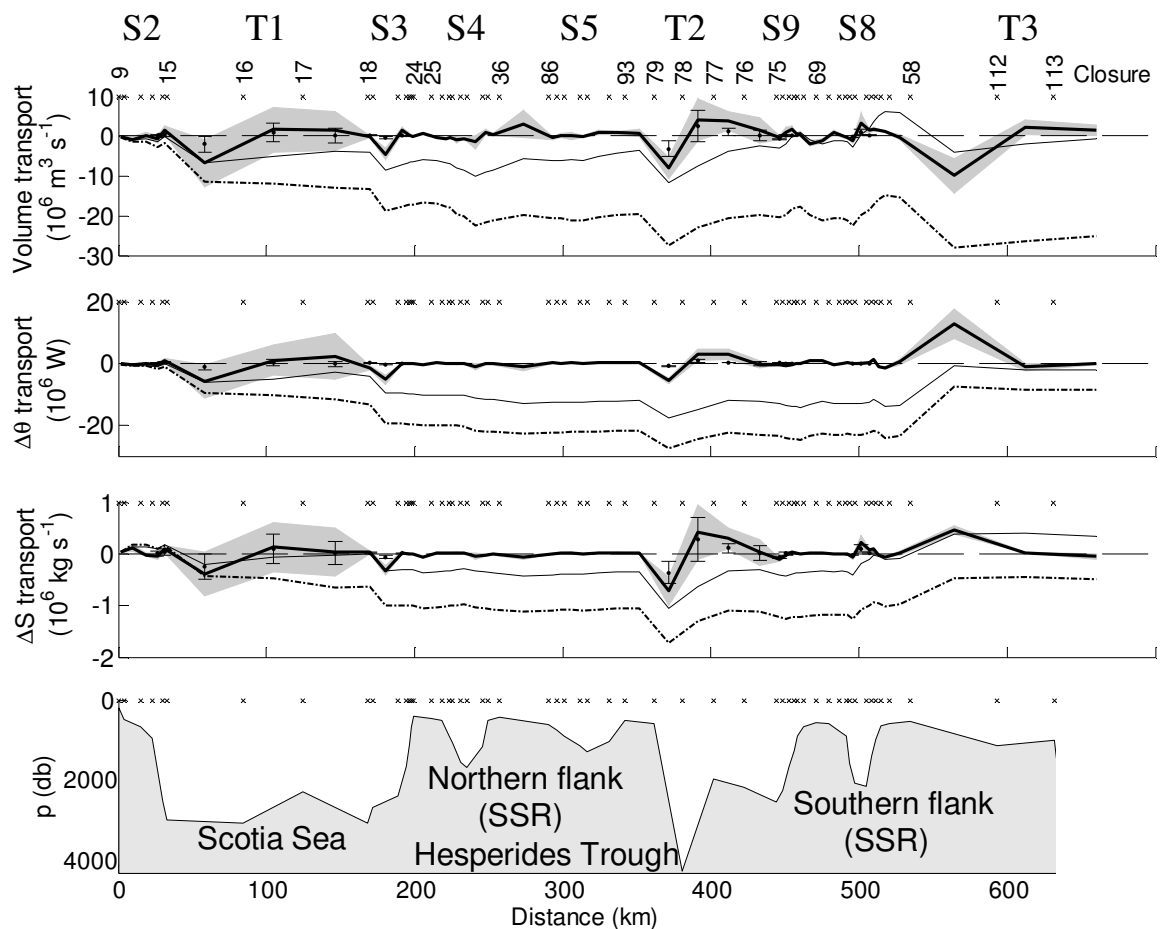 S2 T1 S3 S4 S5 T2 S9 S8 T3
9 15 16 17 18 24 25 36 86 93 79 78 77 76 75 69 58 112 113 Closure
Volume transport
(10⁶ m³ s⁻¹)
10
0
-10
-20
-30
Δθ transport
(10⁶ W)
20
0
-20
ΔS transport
(10⁶ kg s⁻¹)
1
0
-1
-2
p (db)
0
2000
4000
Scotia Sea
Northern flank
(SSR)
Hesperides Trough
Southern flank
(SSR)
0 100 200 300 400 500 600
Distance (km)